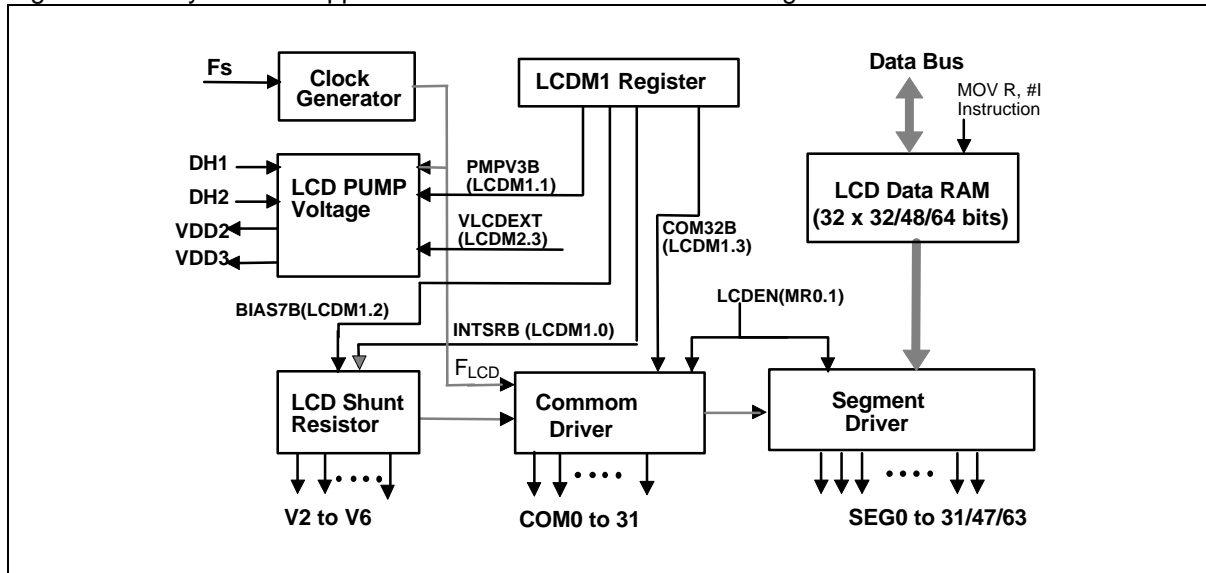 Fs
Clock
Generator
LCDM1 Register
Data Bus
MOV R, #I
Instruction
DH1
DH2
VDD2
VDD3
LCD PUMP
Voltage
PMPV3B
(LCDM1.1)
VLCDEXT
(LCDM2.3)
COM32B
(LCDM1.3)
LCD Data RAM
(32 x 32/48/64 bits)
BIAS7B(LCDM1.2)
INTSRB (LCDM1.0)
LCDEN(MR0.1)
FLCD
LCD Shunt
Resistor
Commom
Driver
Segment
Driver
V2 to V6
COM0 to 31
SEG0 to 31/47/63